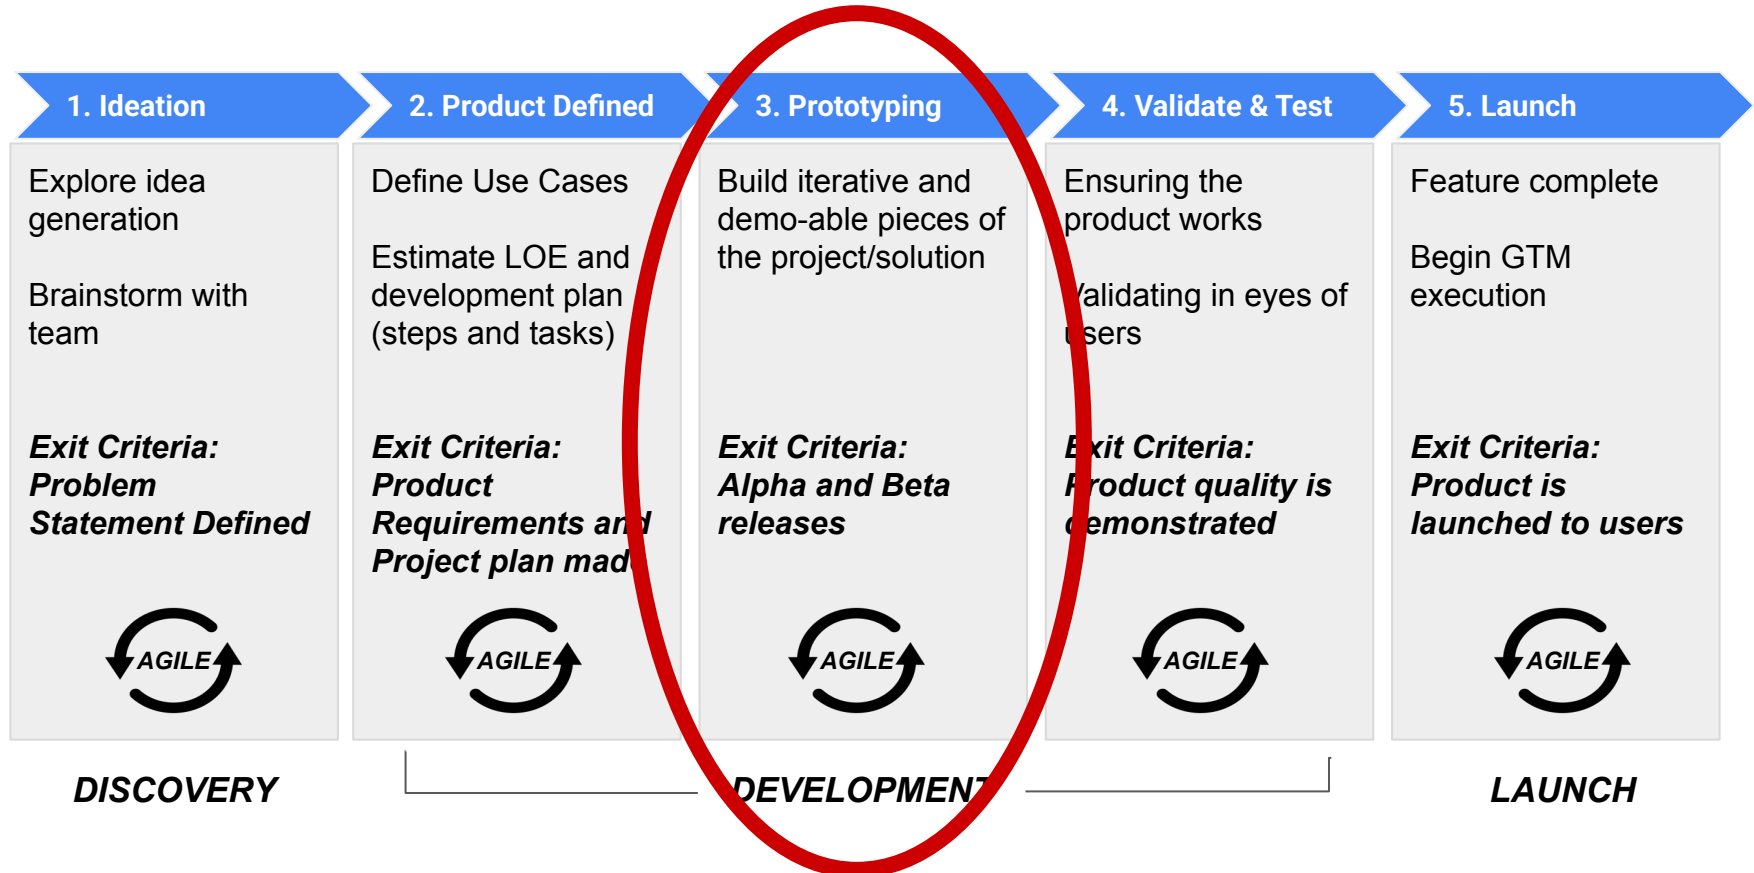 1. Ideation
2. Product Defined
3. Prototyping
4. Validate & Test
5. Launch
Explore idea
generation
Brainstorm with
team
Exit Criteria:
Problem
Statement Defined
AGILE
Define Use Cases
Estimate LOE and
development plan
(steps and tasks)
Exit Criteria:
Product
Requirements and
Project plan made
AGILE
Build iterative and
demo-able pieces of
the project/solution
Exit Criteria:
Alpha and Beta
releases
AGILE
Ensuring the
product works
Validating in eyes of
users
Exit Criteria:
Product quality is
demonstrated
AGILE
Feature complete
Begin GTM
execution
Exit Criteria:
Product is
launched to users
AGILE
DISCOVERY
DEVELOPMENT
LAUNCH